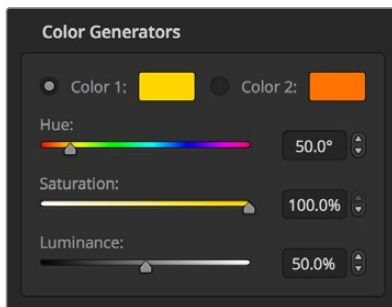 Color Generators
Color 1: Color 2:
Hue:
50.0°
Saturation:
100.0%
Luminance:
50.0%